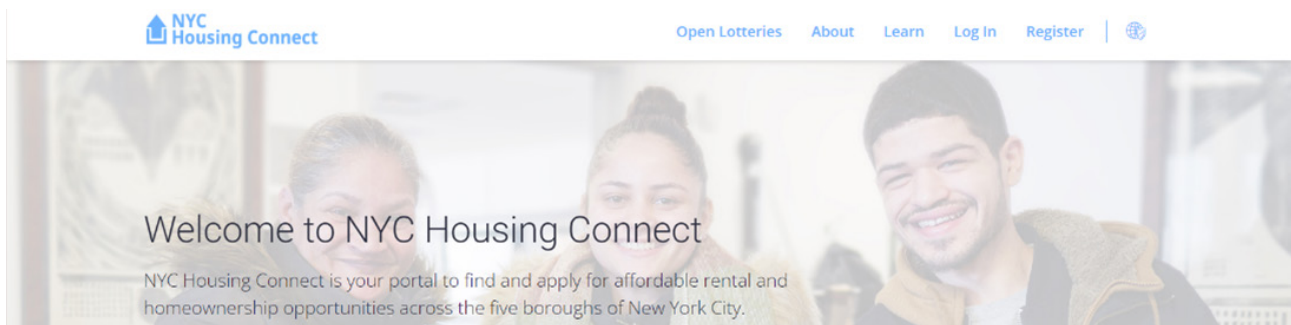 NYC
Housing Connect
Open Lotteries About Learn Log In Register
Welcome to NYC Housing Connect
NYC Housing Connect is your portal to find and apply for affordable rental and
homeownership opportunities across the five boroughs of New York City.